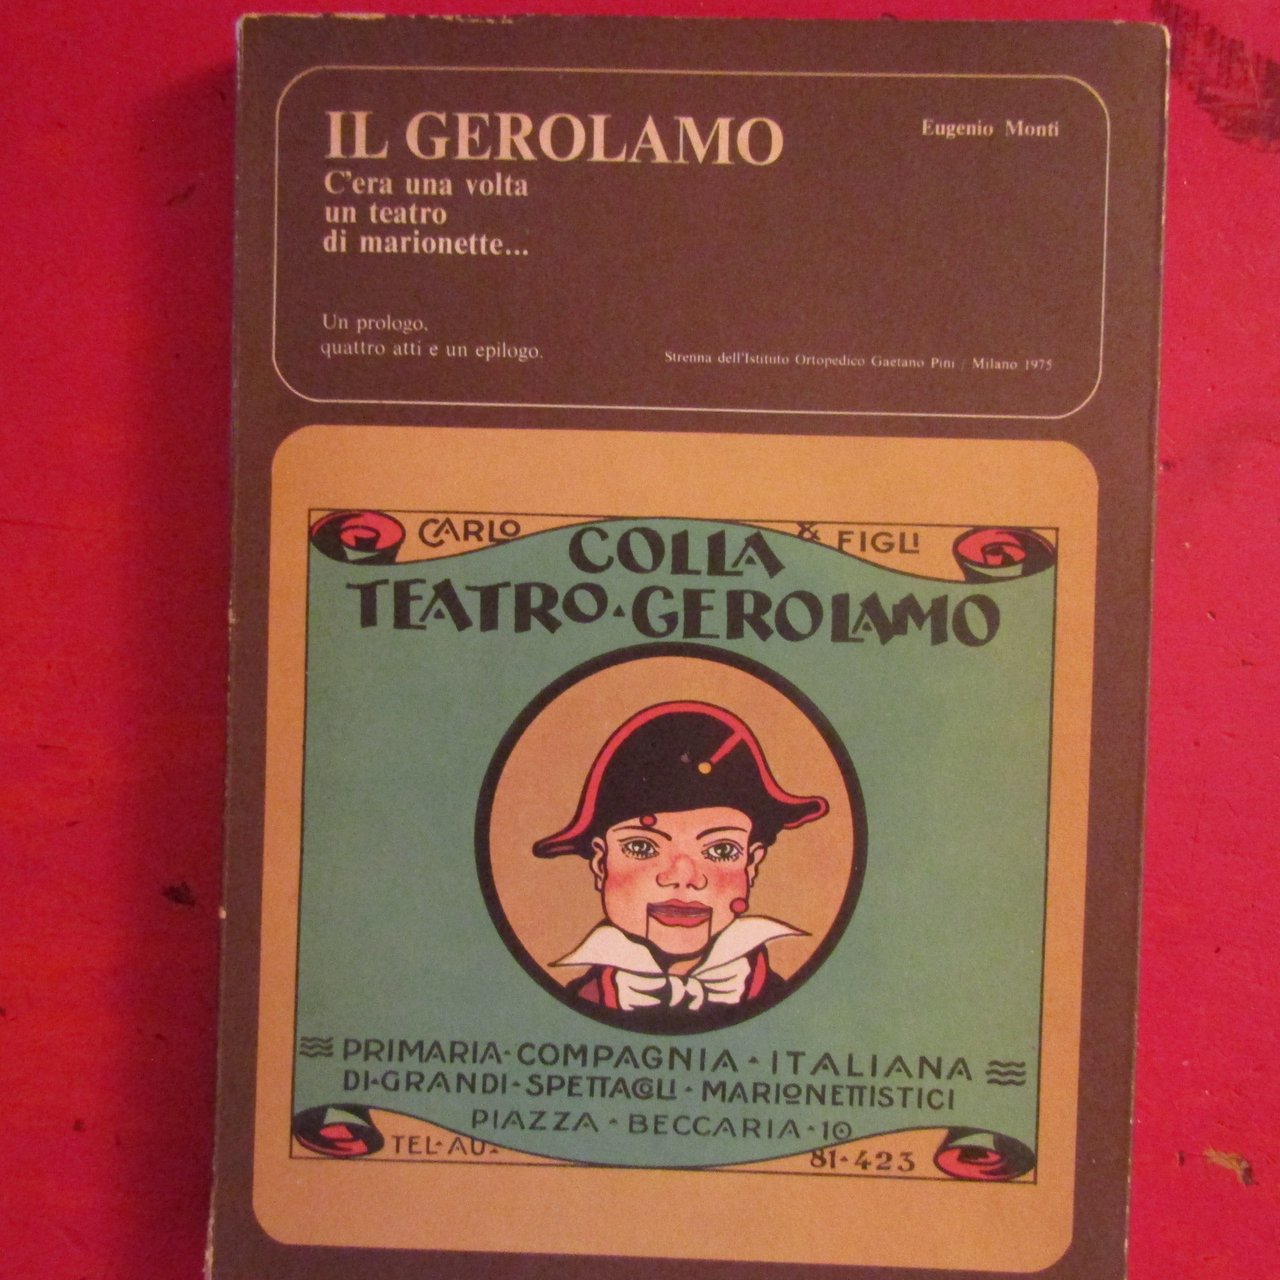 IL GEROLAMO
Eugenio Monti
C'era una volta
un teatro
di marionette...
Un prologo,
quattro atti e un epilogo.
Strenna dell'Istituto Ortopedico Gaetano Pini / Milano 1975
CARLO & FIGLI
COLLA
TEATRO·GEROLAMO
PRIMARIA·COMPAGNIA·ITALIANA
DI·GRANDI·SPETTACOLI·MARIONETTISTICI
PIAZZA·BECCARIA·10
TEL·AU· 81·423